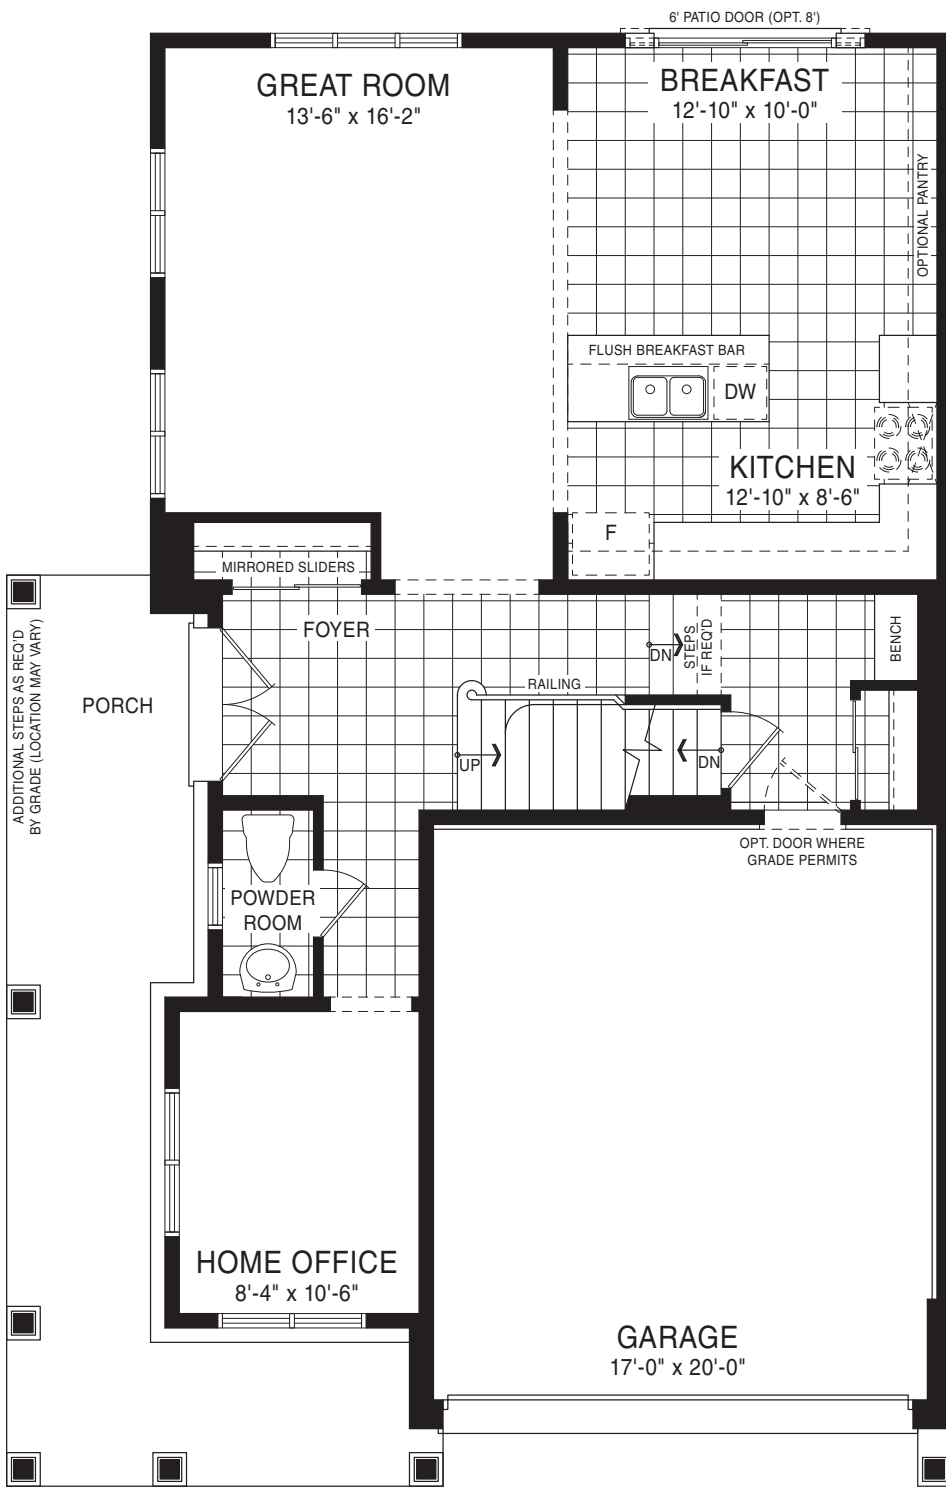 6' PATIO DOOR (OPT. 8')
GREAT ROOM
13'-6" x 16'-2"
BREAKFAST
12'-10" x 10'-0"
OPTIONAL PANTRY
FLUSH BREAKFAST BAR
DW
KITCHEN
12'-10" x 8'-6"
F
MIRRORED SLIDERS
FOYER
ADDITIONAL STEPS AS REQ'D
BY GRADE (LOCATION MAY VARY)
PORCH
DN
STEPS
IF REQ'D
BENCH
RAILING
UP
DN
OPT. DOOR WHERE
GRADE PERMITS
POWDER
ROOM
HOME OFFICE
8'-4" x 10'-6"
GARAGE
17'-0" x 20'-0"